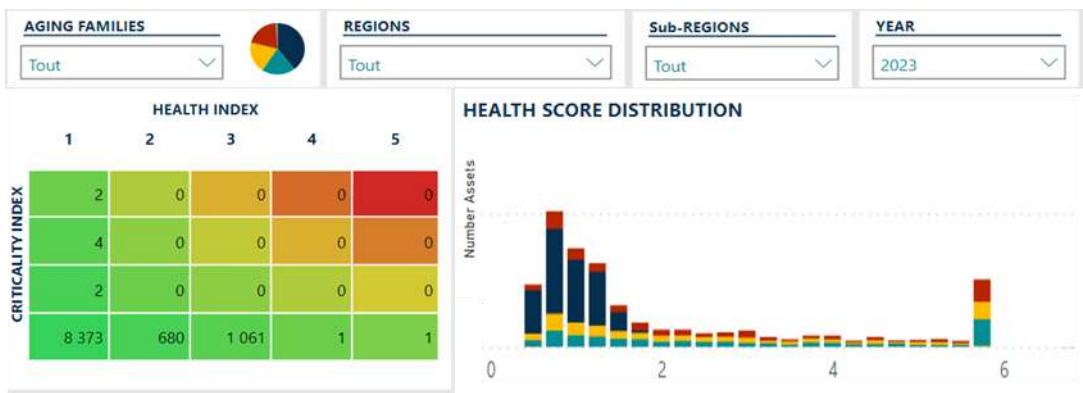 AGING FAMILIES
Tout
REGIONS
Tout
Sub-REGIONS
Tout
YEAR
2023
HEALTH INDEX
1 2 3 4 5
CRITICALITY INDEX
2 0 0 0 0
4 0 0 0 0
2 0 0 0 0
8 373 680 1 061 1 1
HEALTH SCORE DISTRIBUTION
Number Assets
0 2 4 6